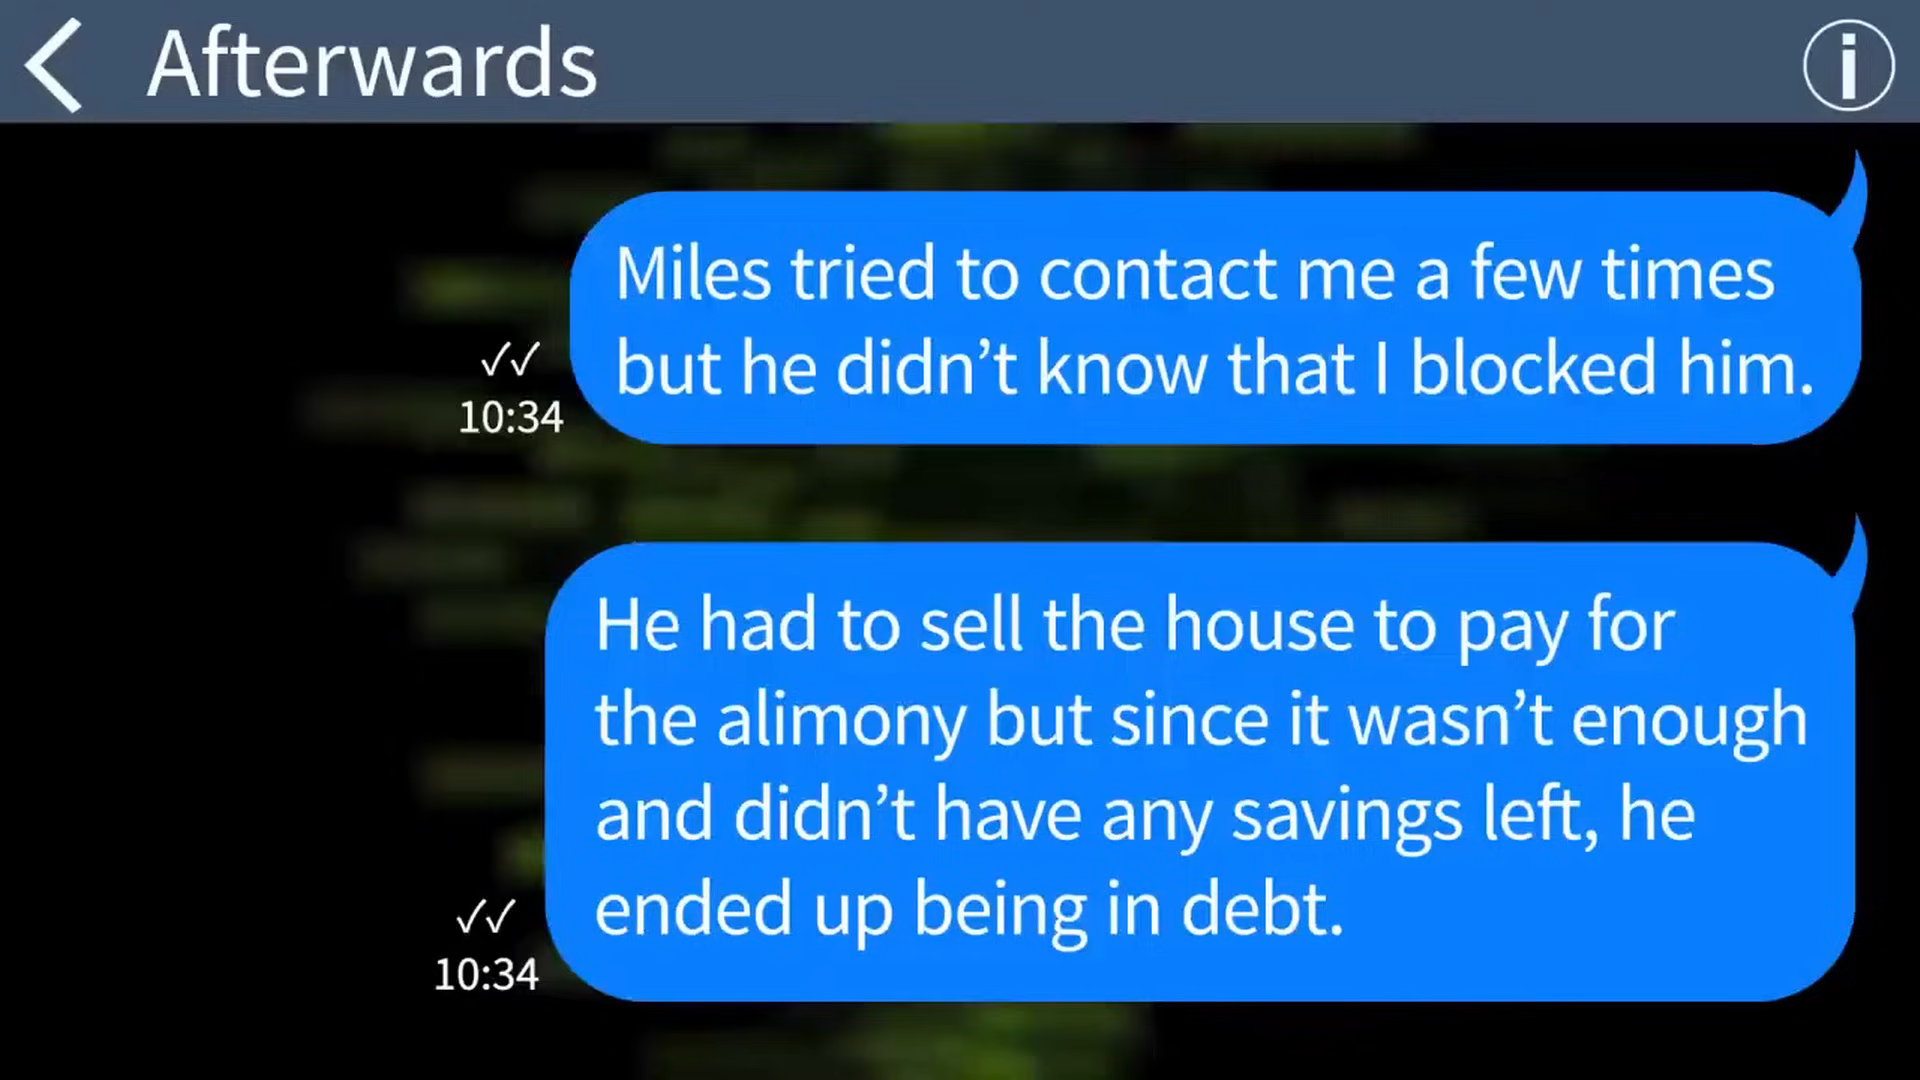 Afterwards
Miles tried to contact me a few times
but he didn’t know that I blocked him.
✓✓
10:34
He had to sell the house to pay for
the alimony but since it wasn’t enough
and didn’t have any savings left, he
ended up being in debt.
✓✓
10:34